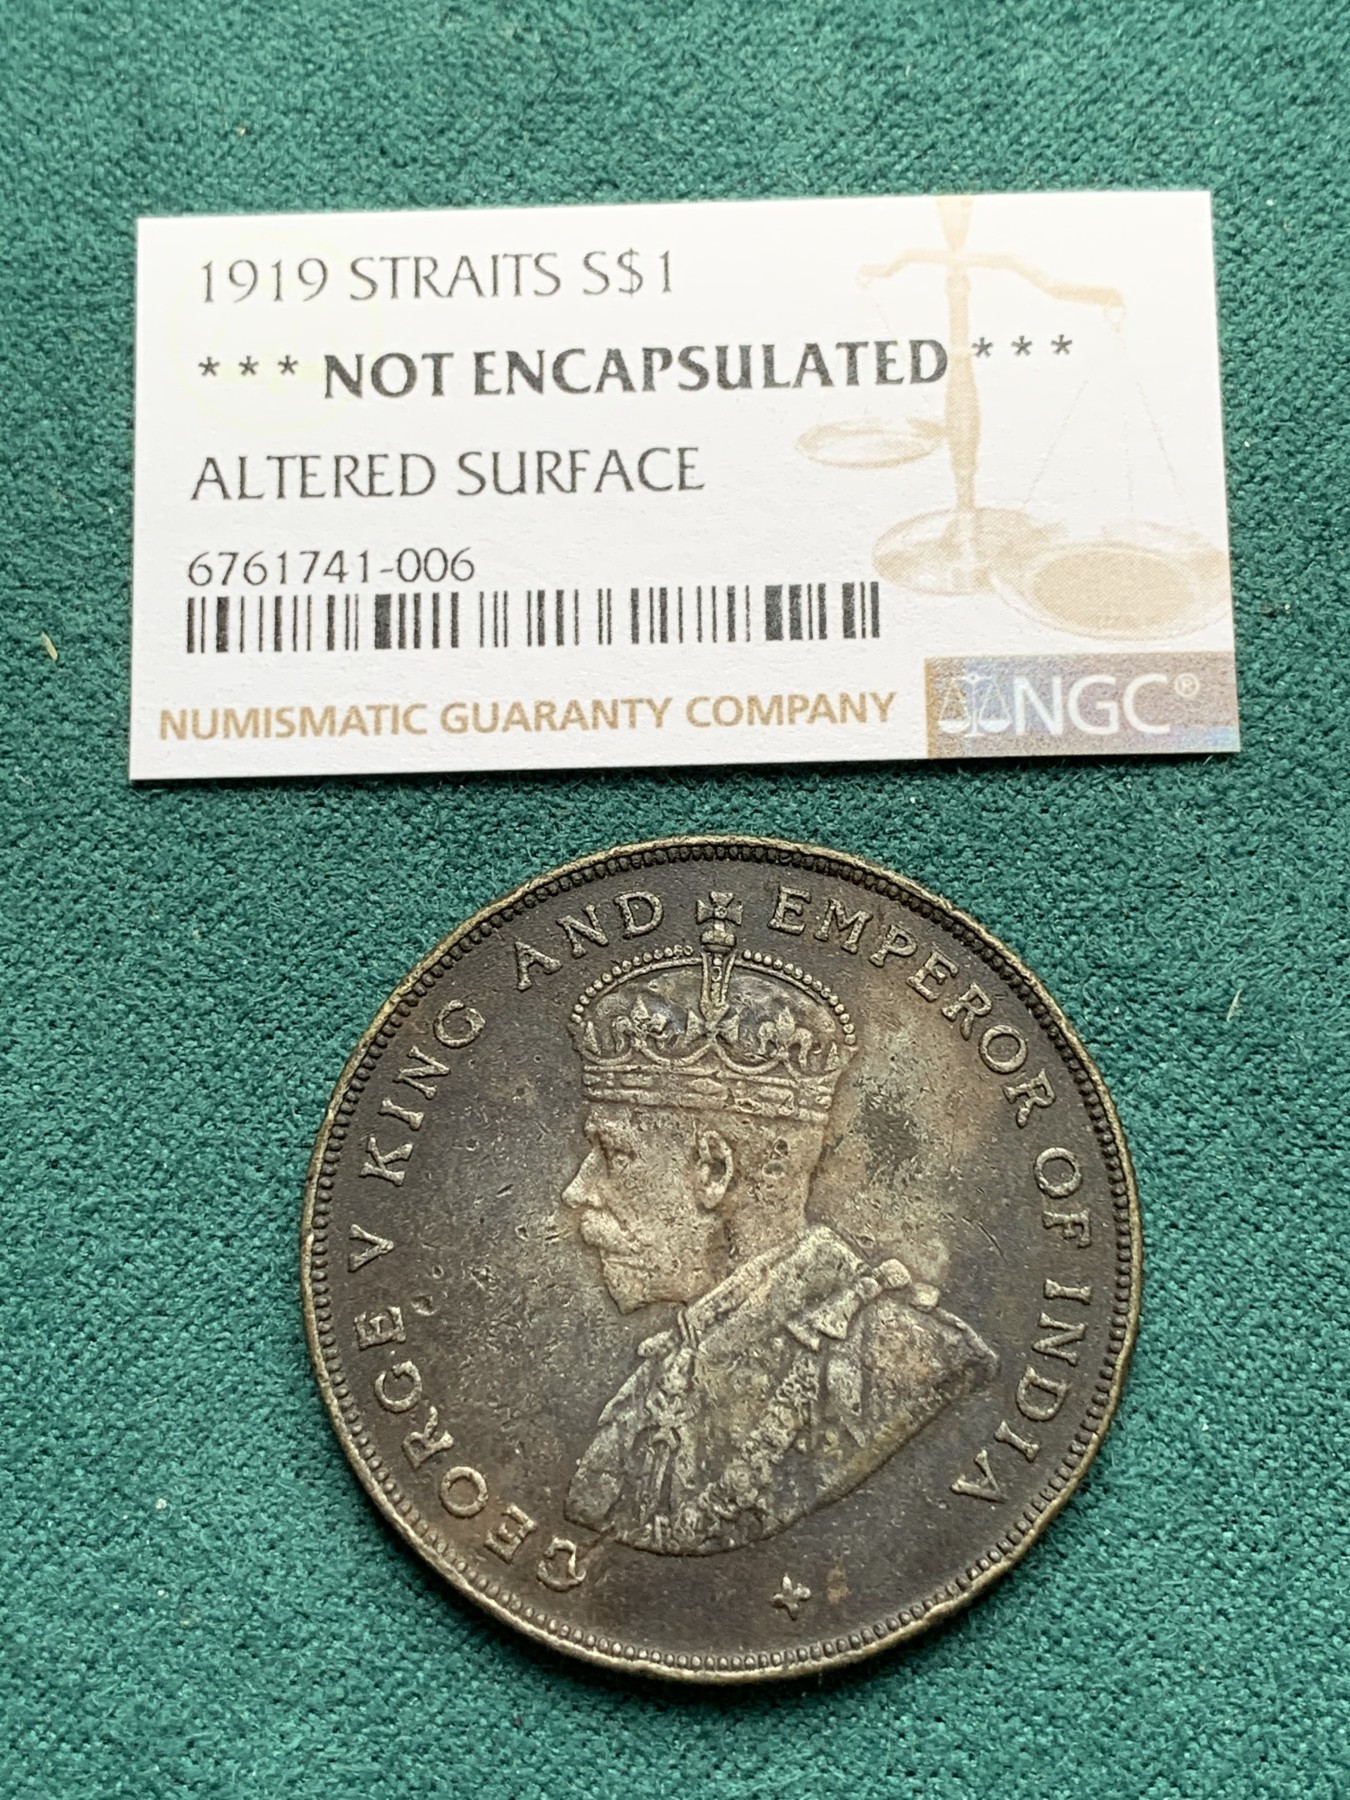 1919 STRAITS S$1
* * * NOT ENCAPSULATED * * *
ALTERED SURFACE
6761741-006
NUMISMATIC GUARANTY COMPANY
NGC®
GEORGE V KING AND EMPEROR OF INDIA